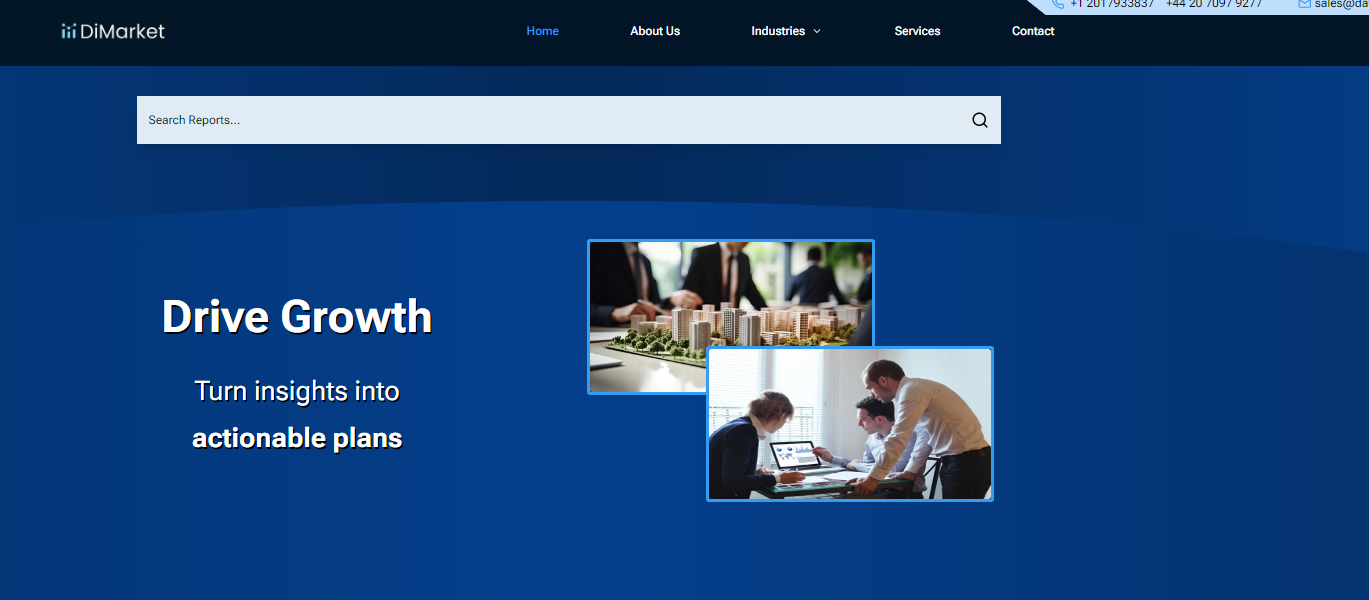 +1 2017933837 +44 20 7097 9277 sales@da
DiMarket
Home About Us Industries Services Contact
Search Reports...
Drive Growth
Turn insights into
actionable plans